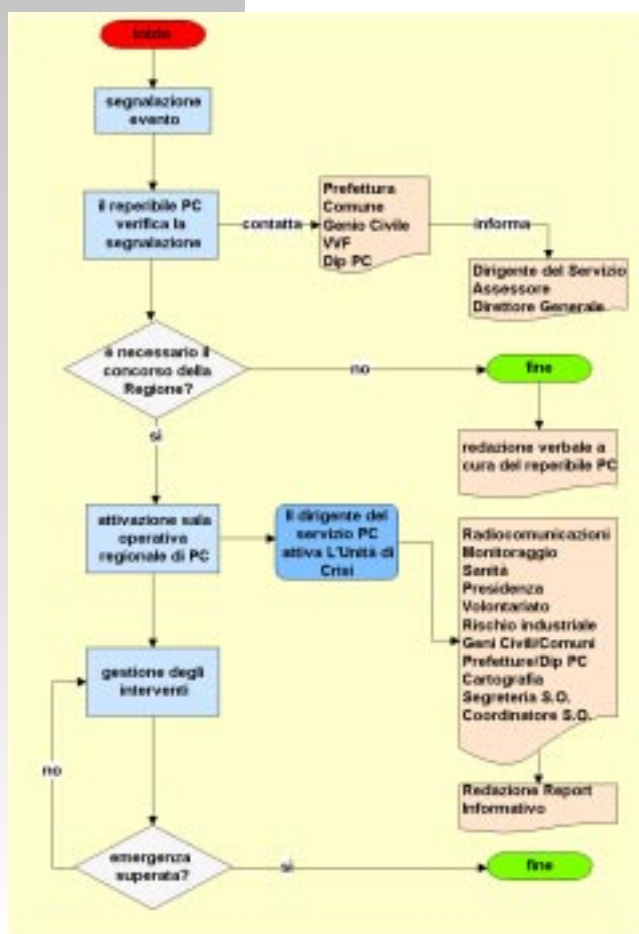 inizio
segnalazione
evento
il reperibile PC
verifica la
segnalazione
contatta
Prefettura
Comune
Genio Civile
VVF
Dip PC
informa
Dirigente del Servizio
Assessore
Direttore Generale
è necessario il
concorso della
Regione?
no
fine
si
redazione verbale a
cura del reperibile PC
attivazione sala
operativa
regionale di PC
Il dirigente del
servizio PC
attiva L'Unità di
Crisi
Radiocomunicazioni
Monitoraggio
Sanità
Presidenza
Volontariato
Rischio industriale
Geni Civili/Comuni
Prefetture/Dip PC
Cartografia
Segreteria S.O.
Coordinatore S.O.
gestione degli
interventi
no
Redazione Report
Informativo
emergenza
superata?
si
fine